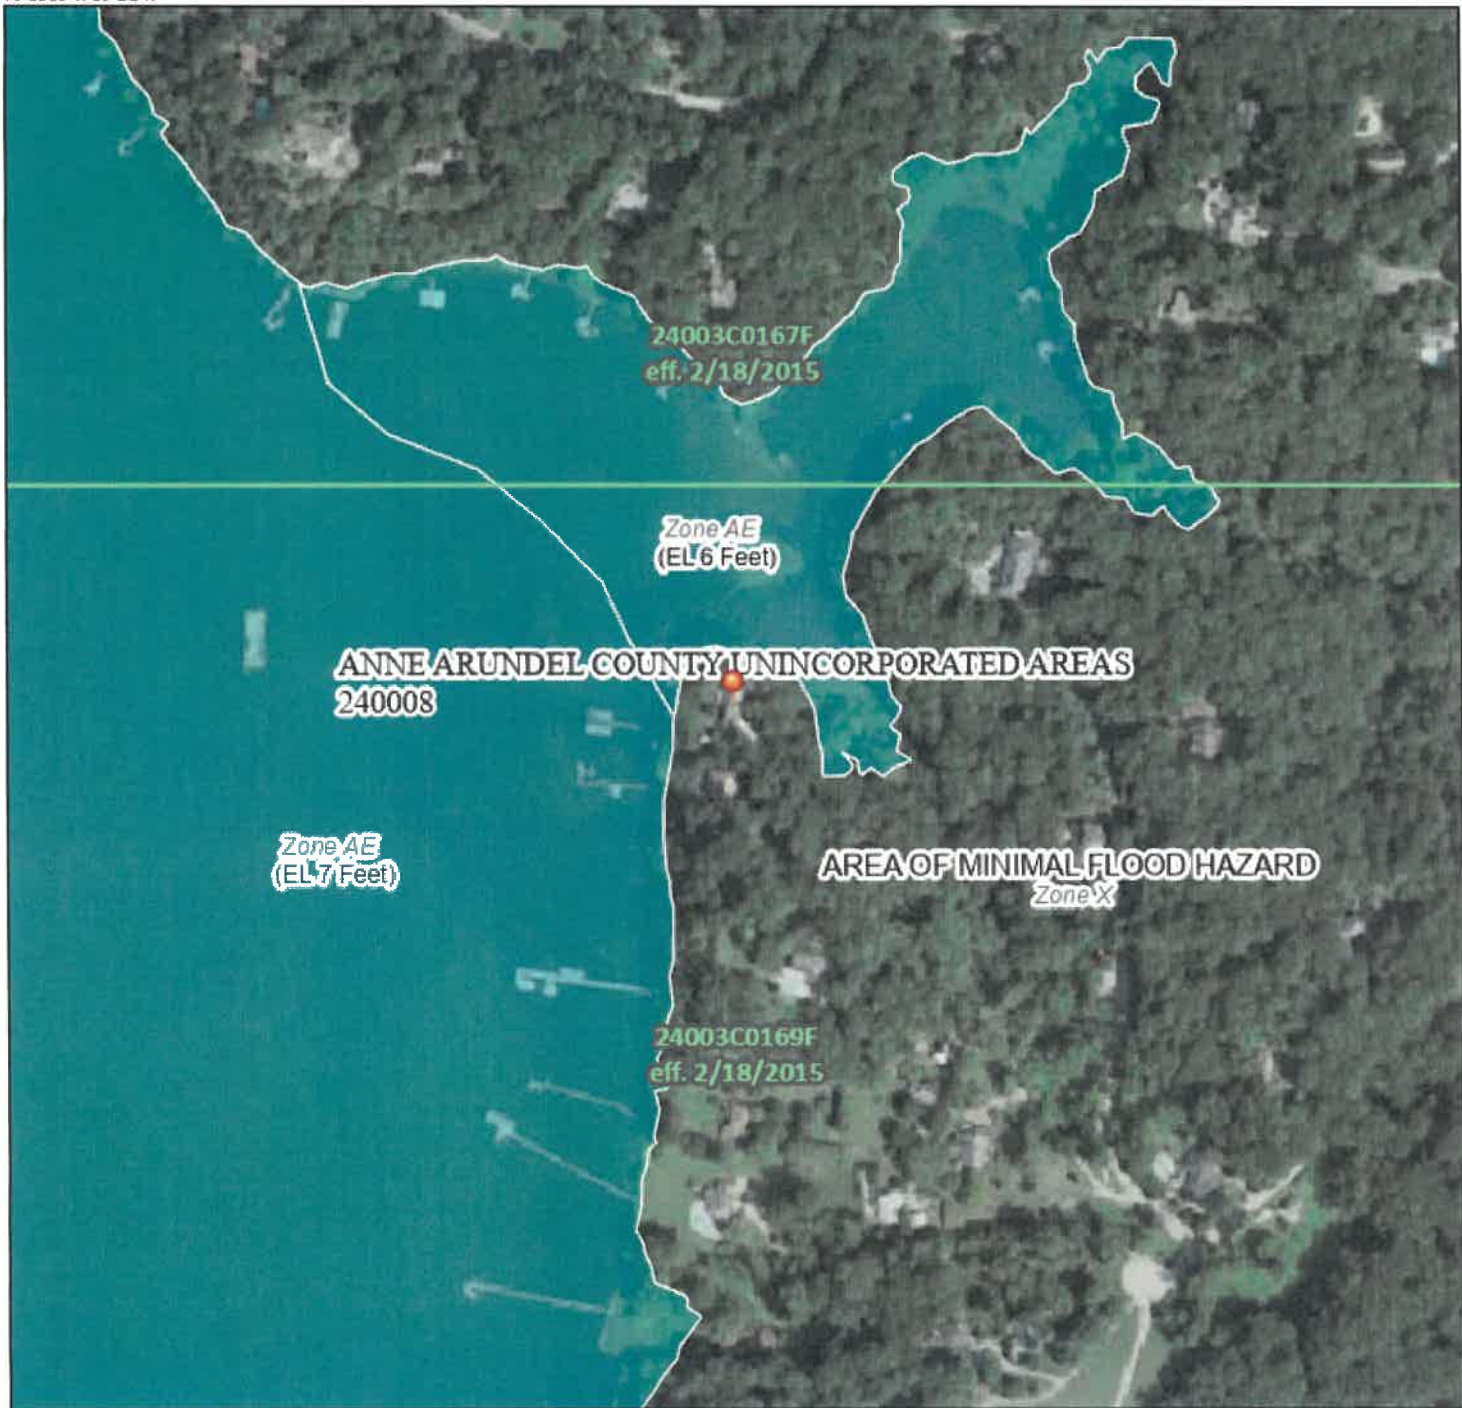 24003C0167F
eff. 2/18/2015
Zone AE
(EL 6 Feet)
ANNE ARUNDEL COUNTY UNINCORPORATED AREAS
240008
Zone AE
(EL 7 Feet)
AREA OF MINIMAL FLOOD HAZARD
Zone X
24003C0169F
eff. 2/18/2015